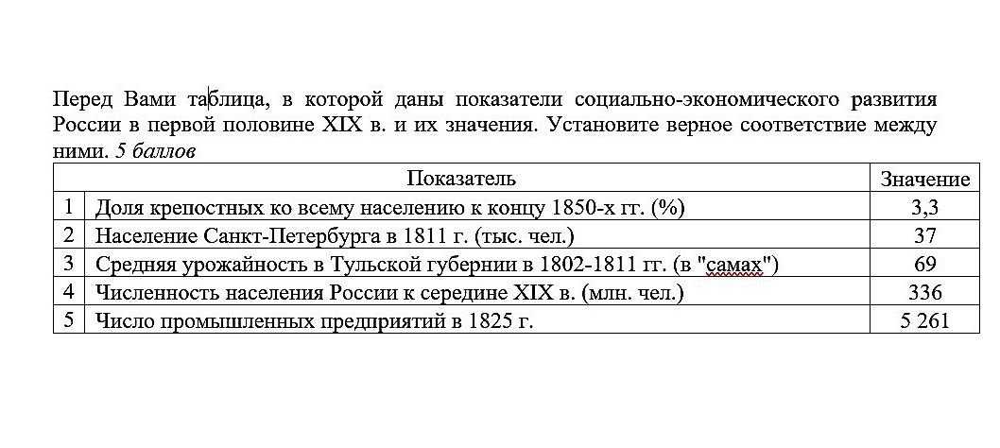 Перед Вами таблица, в которой даны показатели социально-экономического развития
России в первой половине XIX в. и их значения. Установите верное соответствие между
ними. 5 баллов
Показатель Значение
1 Доля крепостных ко всему населению к концу 1850-х гг. (%) 3,3
2 Население Санкт-Петербурга в 1811 г. (тыс. чел.) 37
3 Средняя урожайность в Тульской губернии в 1802-1811 гг. (в "самах") 69
4 Численность населения России к середине XIX в. (млн. чел.) 336
5 Число промышленных предприятий в 1825 г. 5 261